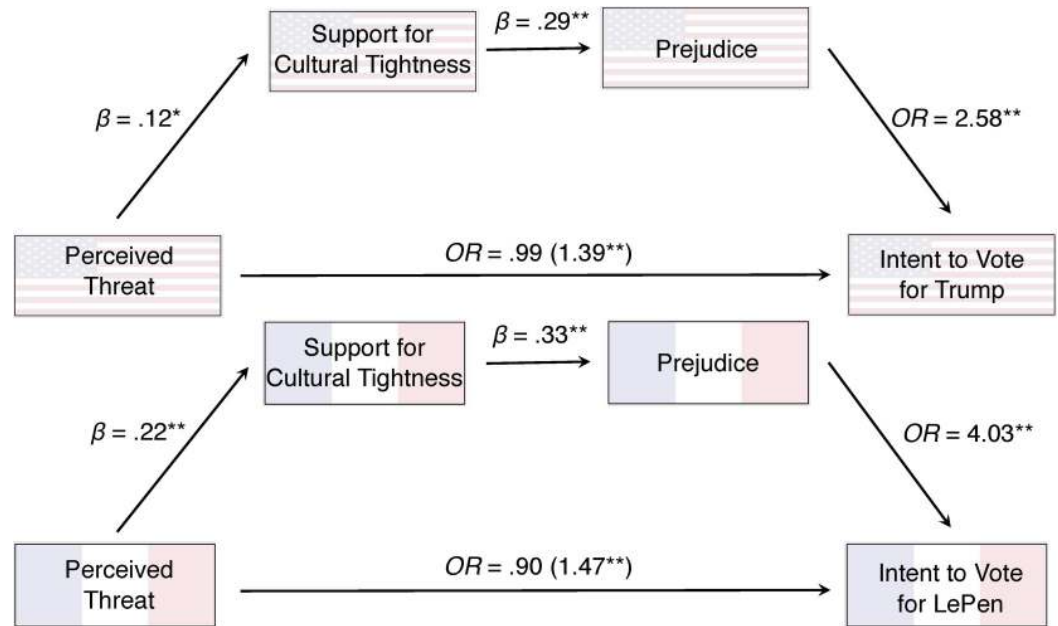 Support for
Cultural Tightness
β = .29**
Prejudice
β = .12*
OR = 2.58**
Perceived
Threat
OR = .99 (1.39**)
Intent to Vote
for Trump
Support for
Cultural Tightness
β = .33**
Prejudice
β = .22**
OR = 4.03**
Perceived
Threat
OR = .90 (1.47**)
Intent to Vote
for LePen